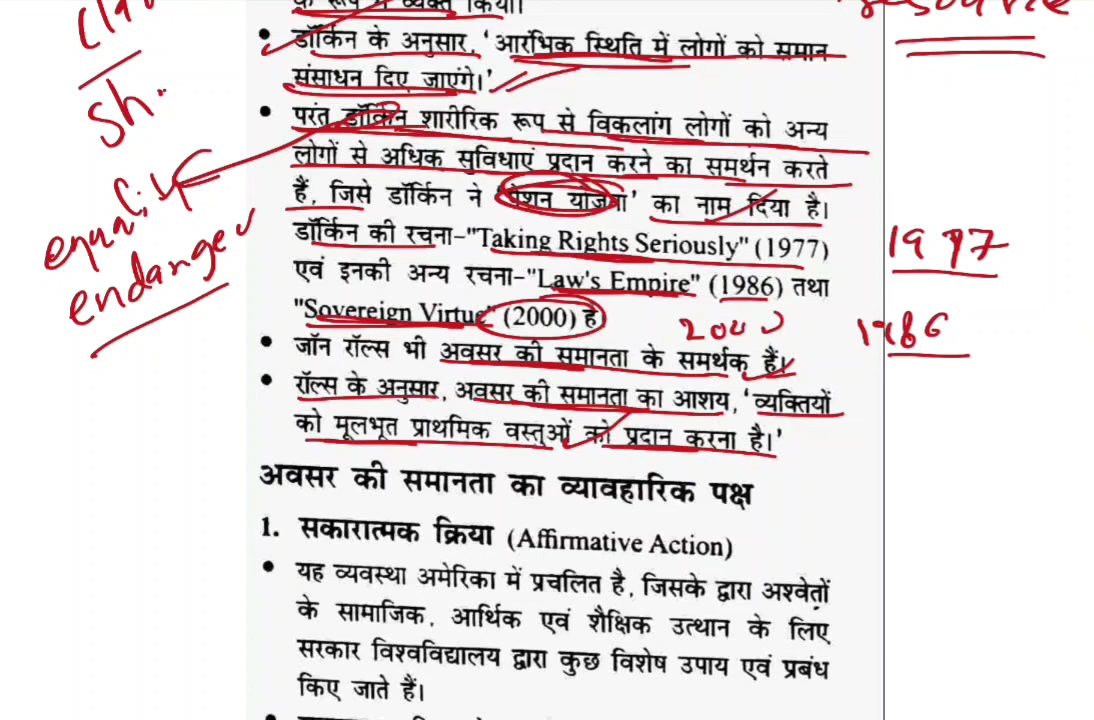 के रूप में व्यक्त किया।
डॉर्किन के अनुसार, 'आरंभिक स्थिति में लोगों को समान
संसाधन दिए जाएंगे।'
sh.
परंतु डॉर्किन शारीरिक रूप से विकलांग लोगों को अन्य
लोगों से अधिक सुविधाएं प्रदान करने का समर्थन करते
हैं, जिसे डॉर्किन ने योजना' का नाम दिया है।
equality
endange
डॉर्किन की रचना-"Taking Rights Seriously" (1977)
1977
एवं इनकी अन्य रचना-"Law's Empire" (1986) तथा
"Sovereign Virtue" (2000) है
2000
1986
जॉन रॉल्स भी अवसर की समानता के समर्थक हैं।
रॉल्स के अनुसार, अवसर की समानता का आशय, 'व्यक्तियों
को मूलभूत प्राथमिक वस्तुओं को प्रदान करना है।'
अवसर की समानता का व्यावहारिक पक्ष
1. सकारात्मक क्रिया (Affirmative Action)
यह व्यवस्था अमेरिका में प्रचलित है, जिसके द्वारा अश्वेतों
के सामाजिक, आर्थिक एवं शैक्षिक उत्थान के लिए
सरकार विश्वविद्यालय द्वारा कुछ विशेष उपाय एवं प्रबंध
किए जाते हैं।